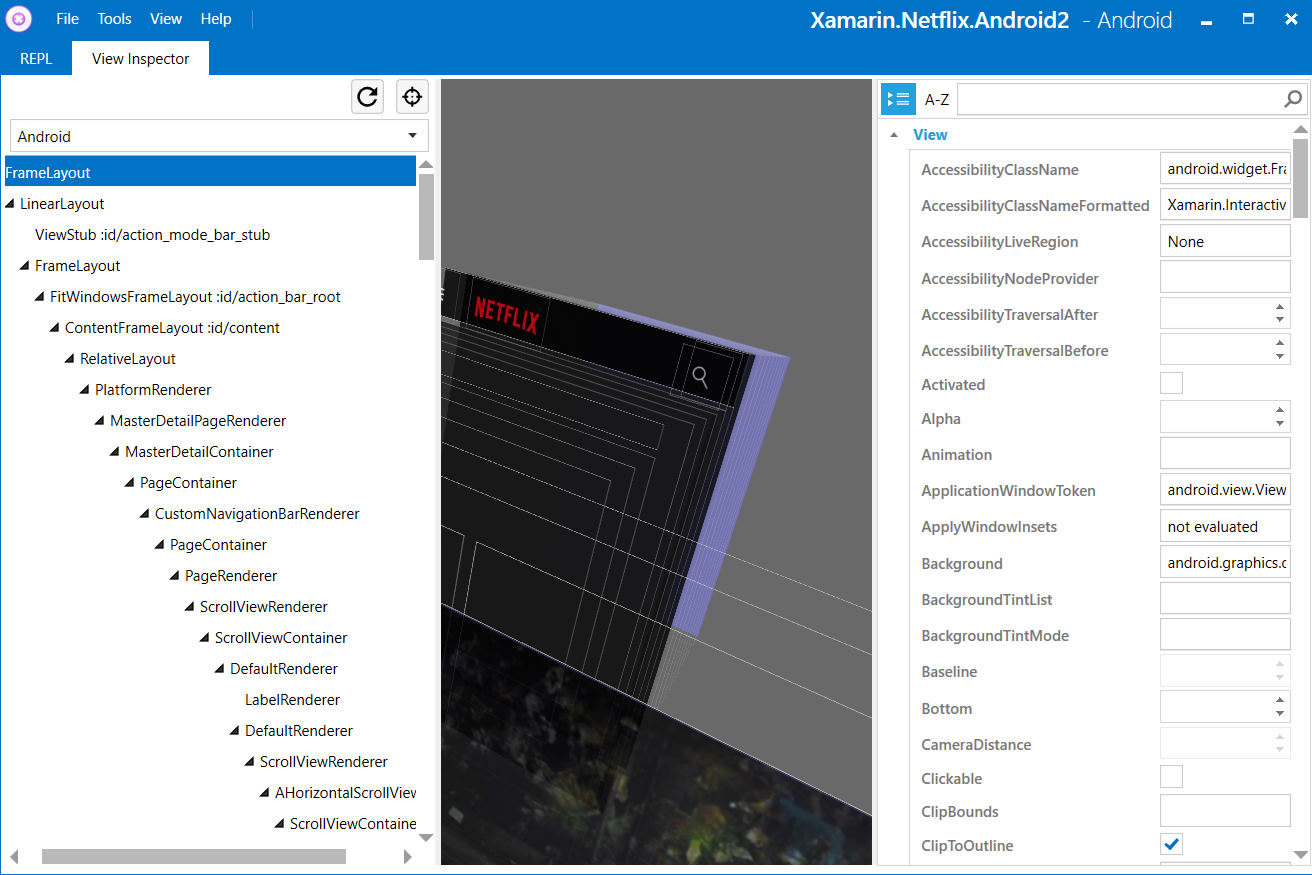 File Tools View Help
Xamarin.Netflix.Android2 - Android
REPL View Inspector
Android
FrameLayout
LinearLayout
ViewStub :id/action_mode_bar_stub
FrameLayout
FitWindowsFrameLayout :id/action_bar_root
ContentFrameLayout :id/content
RelativeLayout
PlatformRenderer
MasterDetailPageRenderer
MasterDetailContainer
PageContainer
CustomNavigationBarRenderer
PageContainer
PageRenderer
ScrollViewRenderer
ScrollViewContainer
DefaultRenderer
LabelRenderer
DefaultRenderer
ScrollViewRenderer
AHorizontalScrollView
ScrollViewContaine
NETFLIX
A-Z
View
AccessibilityClassName android.widget.Fra
AccessibilityClassNameFormatted Xamarin.Interactiv
AccessibilityLiveRegion None
AccessibilityNodeProvider
AccessibilityTraversalAfter
AccessibilityTraversalBefore
Activated
Alpha
Animation
ApplicationWindowToken android.view.View
ApplyWindowInsets not evaluated
Background android.graphics.c
BackgroundTintList
BackgroundTintMode
Baseline
Bottom
CameraDistance
Clickable
ClipBounds
ClipToOutline